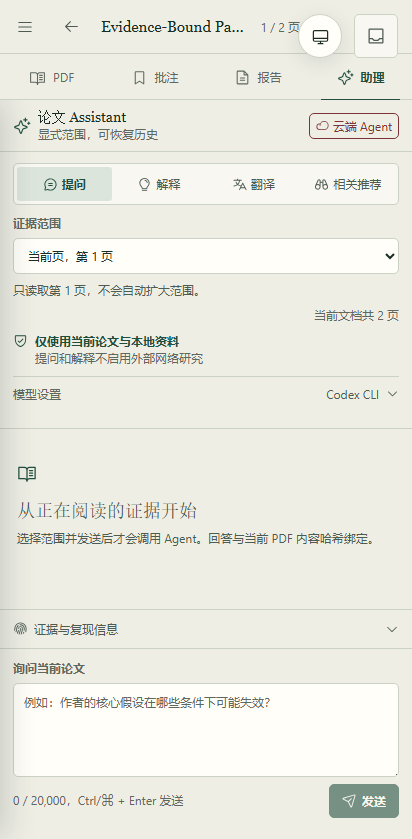 Evidence-Bound Pa... 1 / 2 页
PDF 批注 报告 助理
论文 Assistant
显式范围，可恢复历史
云端 Agent
提问 解释 翻译 相关推荐
证据范围
当前页，第 1 页
只读取第 1 页，不会自动扩大范围。
当前文档共 2 页
仅使用当前论文与本地资料
提问和解释不启用外部网络研究
模型设置 Codex CLI
从正在阅读的证据开始
选择范围并发送后才会调用 Agent。回答与当前 PDF 内容哈希绑定。
证据与复现信息
询问当前论文
例如：作者的核心假设在哪些条件下可能失效？
0 / 20,000，Ctrl/⌘ + Enter 发送
发送